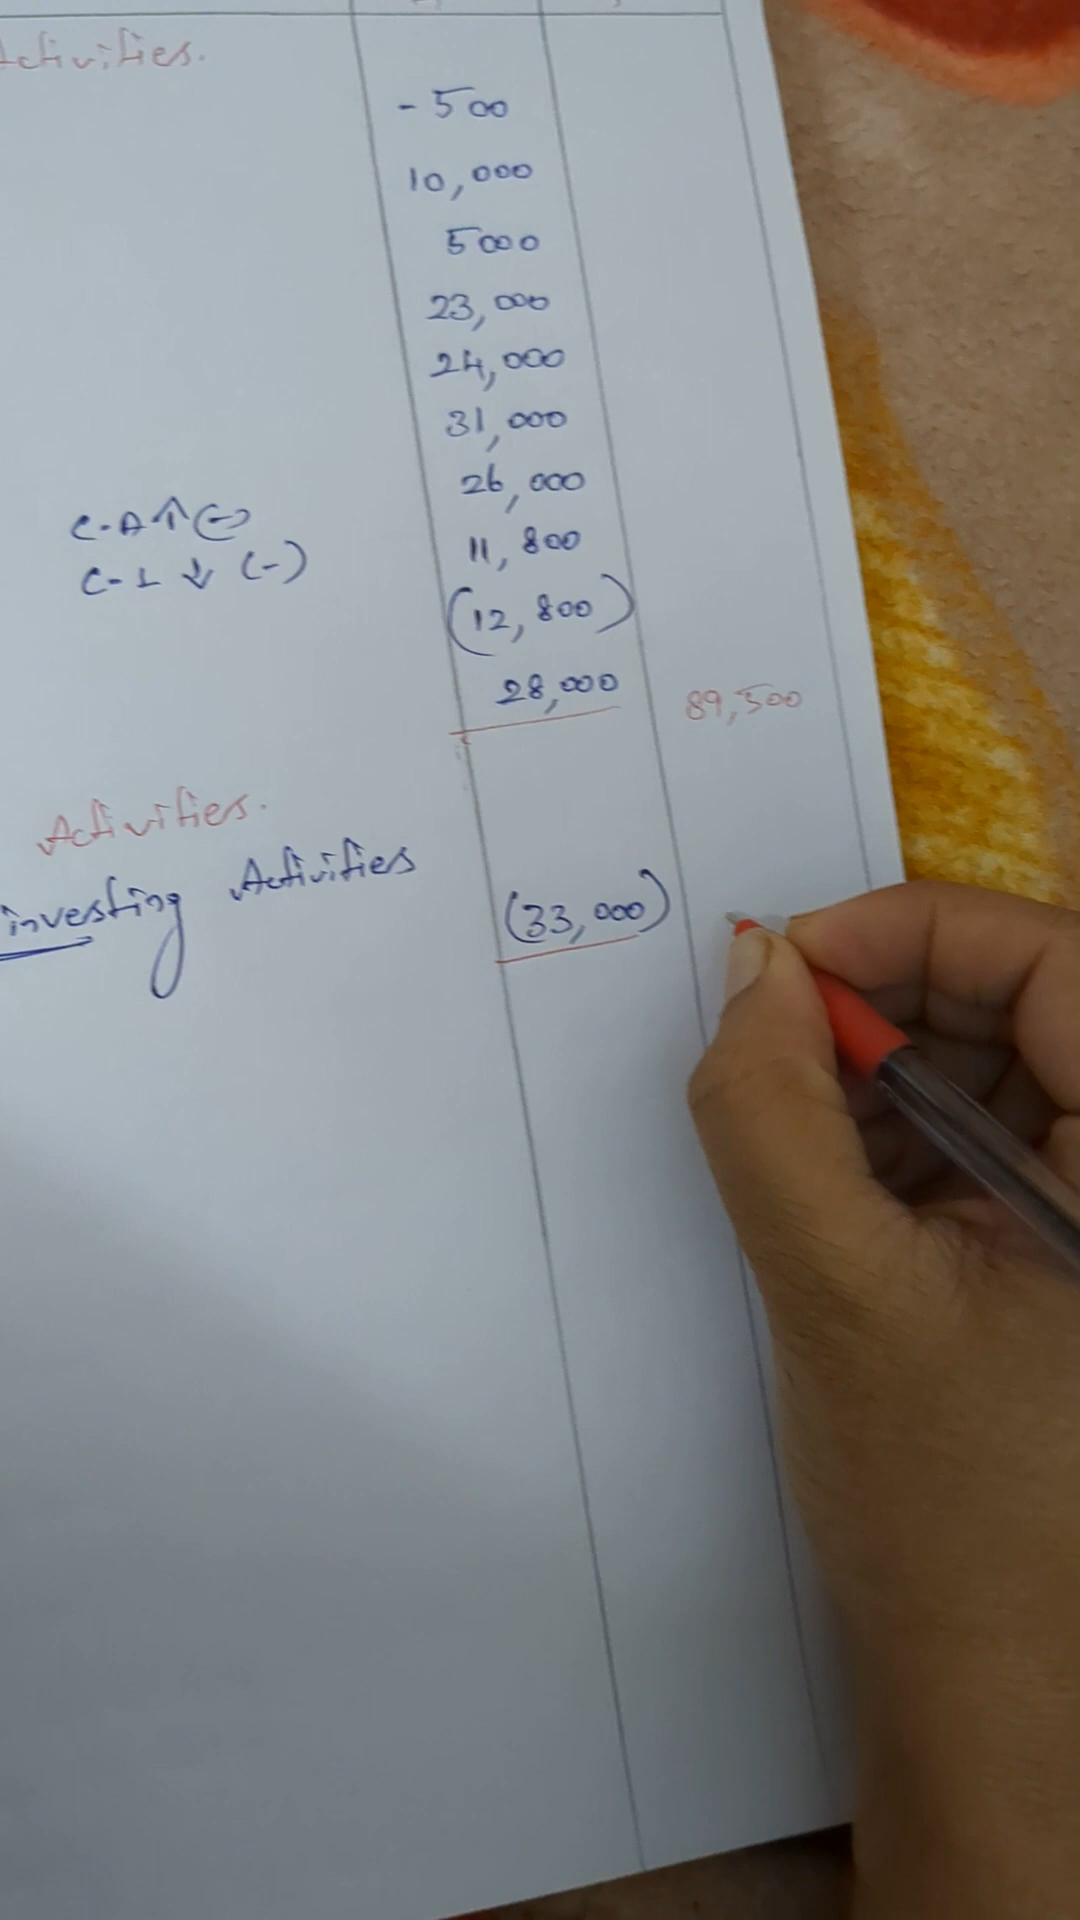 Activities.
- 500
10,000
5000
23,000
24,000
31,000
26,000
C-A ↑ (-)
11,800
C-L ↓ (-)
(12,800)
28,000 89,500
Activities.
investing Activities
(33,000)